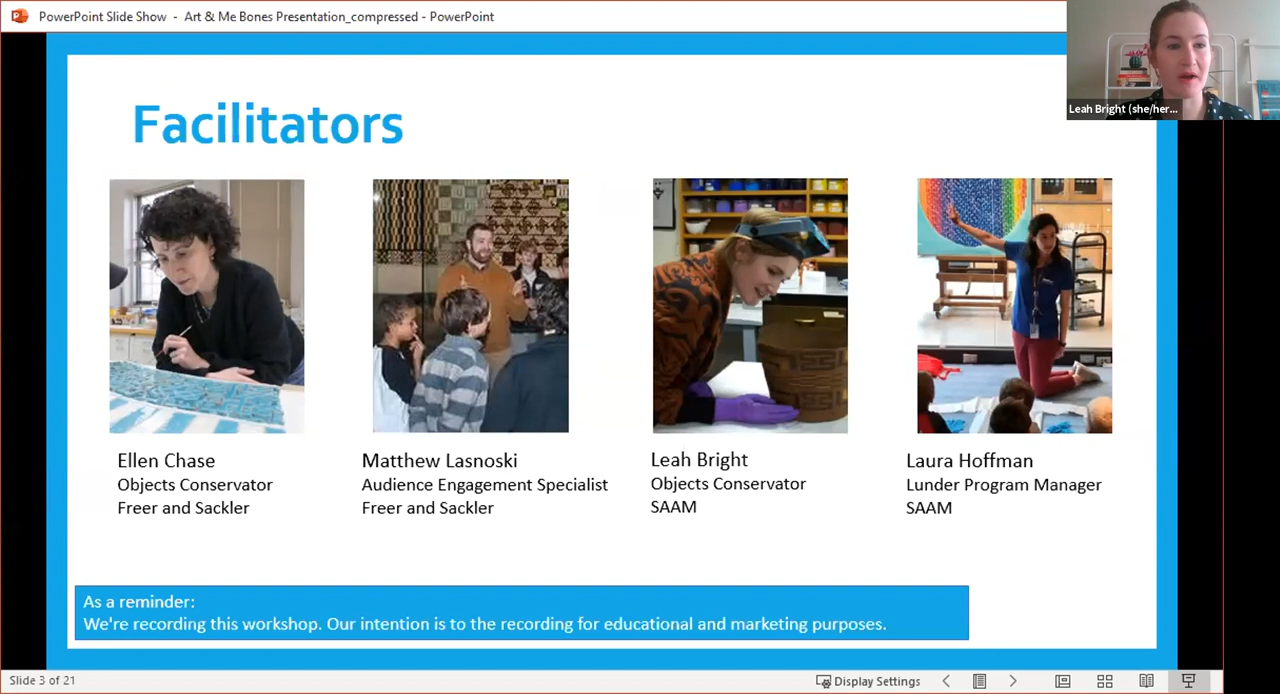 PowerPoint Slide Show - Art & Me Bones Presentation_compressed - PowerPoint
Leah Bright (she/her...
Facilitators
Ellen Chase
Objects Conservator
Freer and Sackler
Matthew Lasnoski
Audience Engagement Specialist
Freer and Sackler
Leah Bright
Objects Conservator
SAAM
Laura Hoffman
Lunder Program Manager
SAAM
As a reminder:
We're recording this workshop. Our intention is to the recording for educational and marketing purposes.
Slide 3 of 21
Display Settings